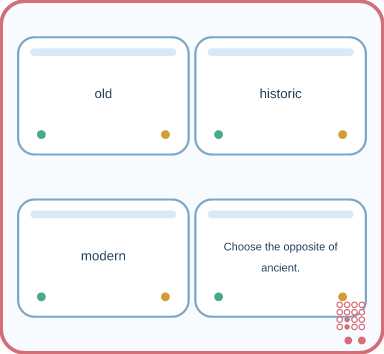 old
historic
modern
Choose the opposite of
ancient.